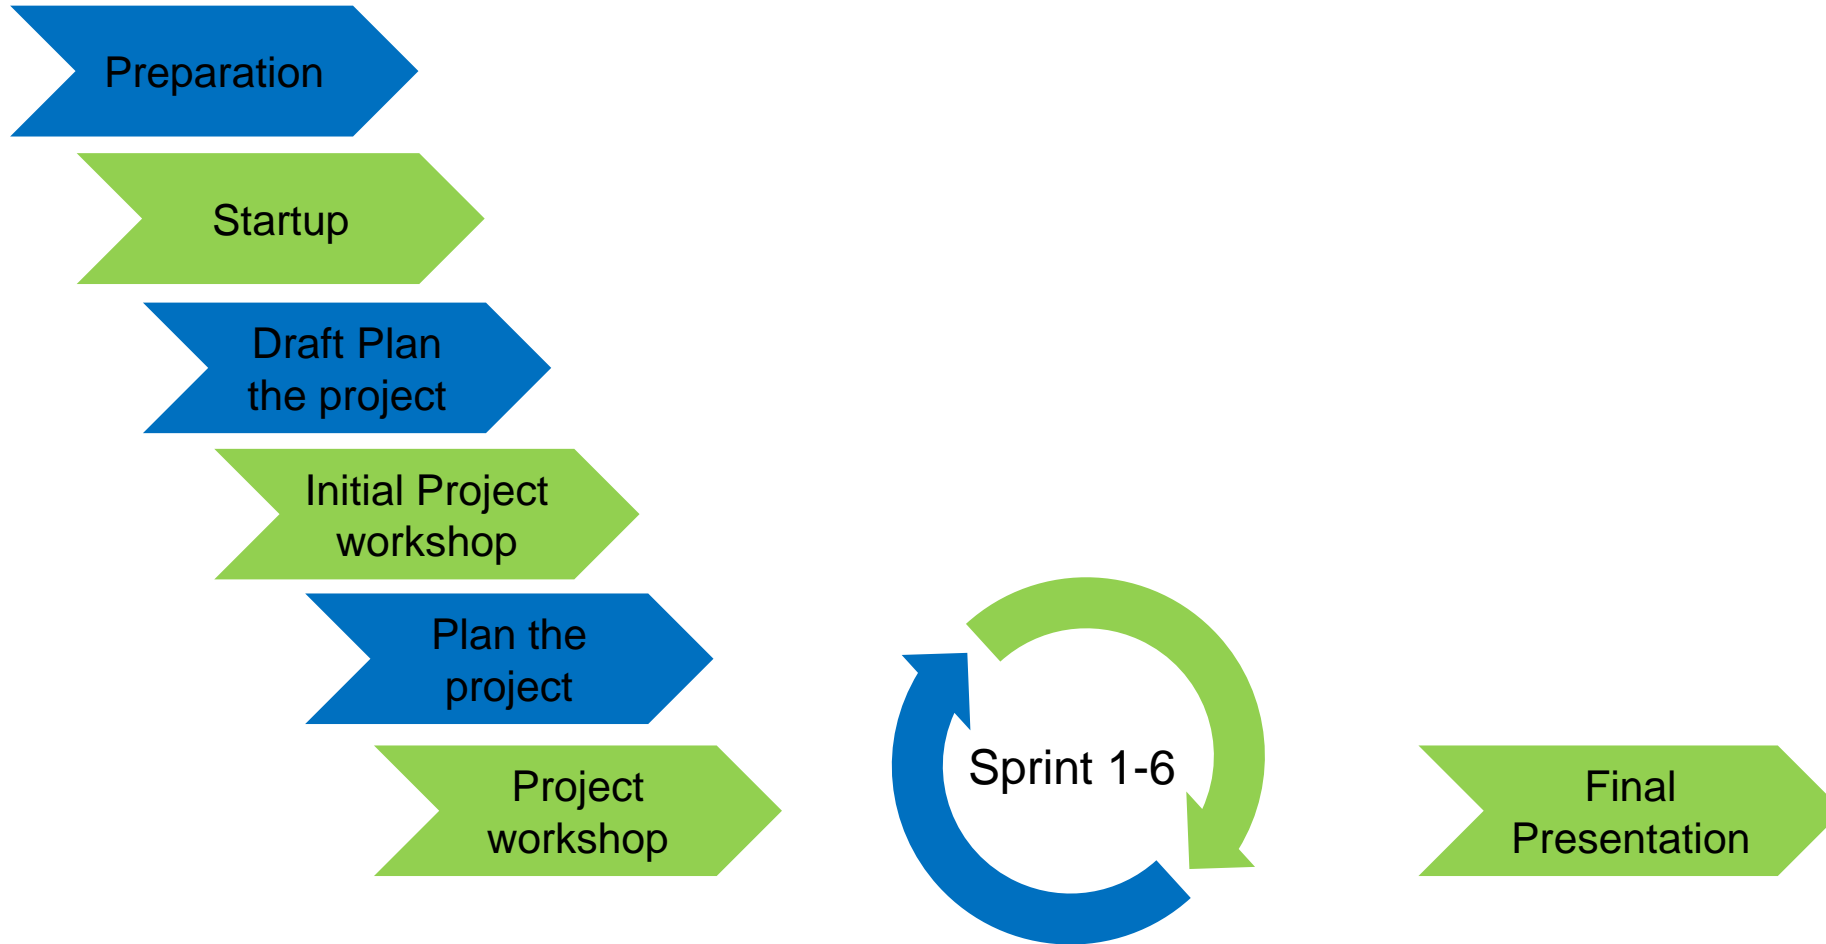 Preparation
Startup
Draft Plan
the project
Initial Project
workshop
Plan the
project
Project
workshop
Sprint 1-6
Final
Presentation